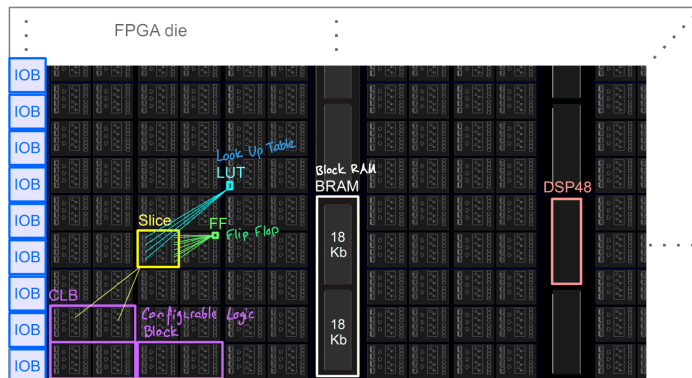 FPGA die
IOB
IOB
IOB
IOB
Look Up Table
LUT
Block RAM
BRAM
DSP48
IOB
Slice
FF
Flip Flop
18
Kb
IOB
IOB
CLB
Configurable Logic
Block
18
Kb
IOB
IOB